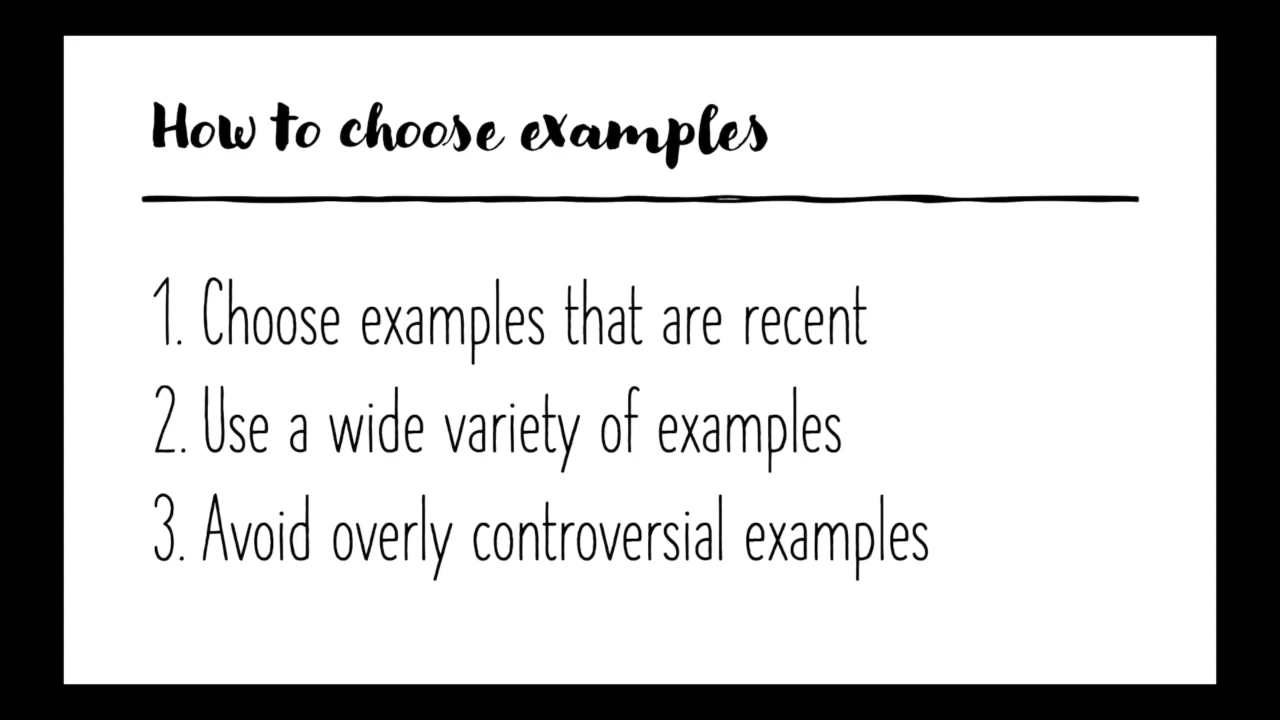 How to choose examples
1. Choose examples that are recent
2. Use a wide variety of examples
3. Avoid overly controversial examples